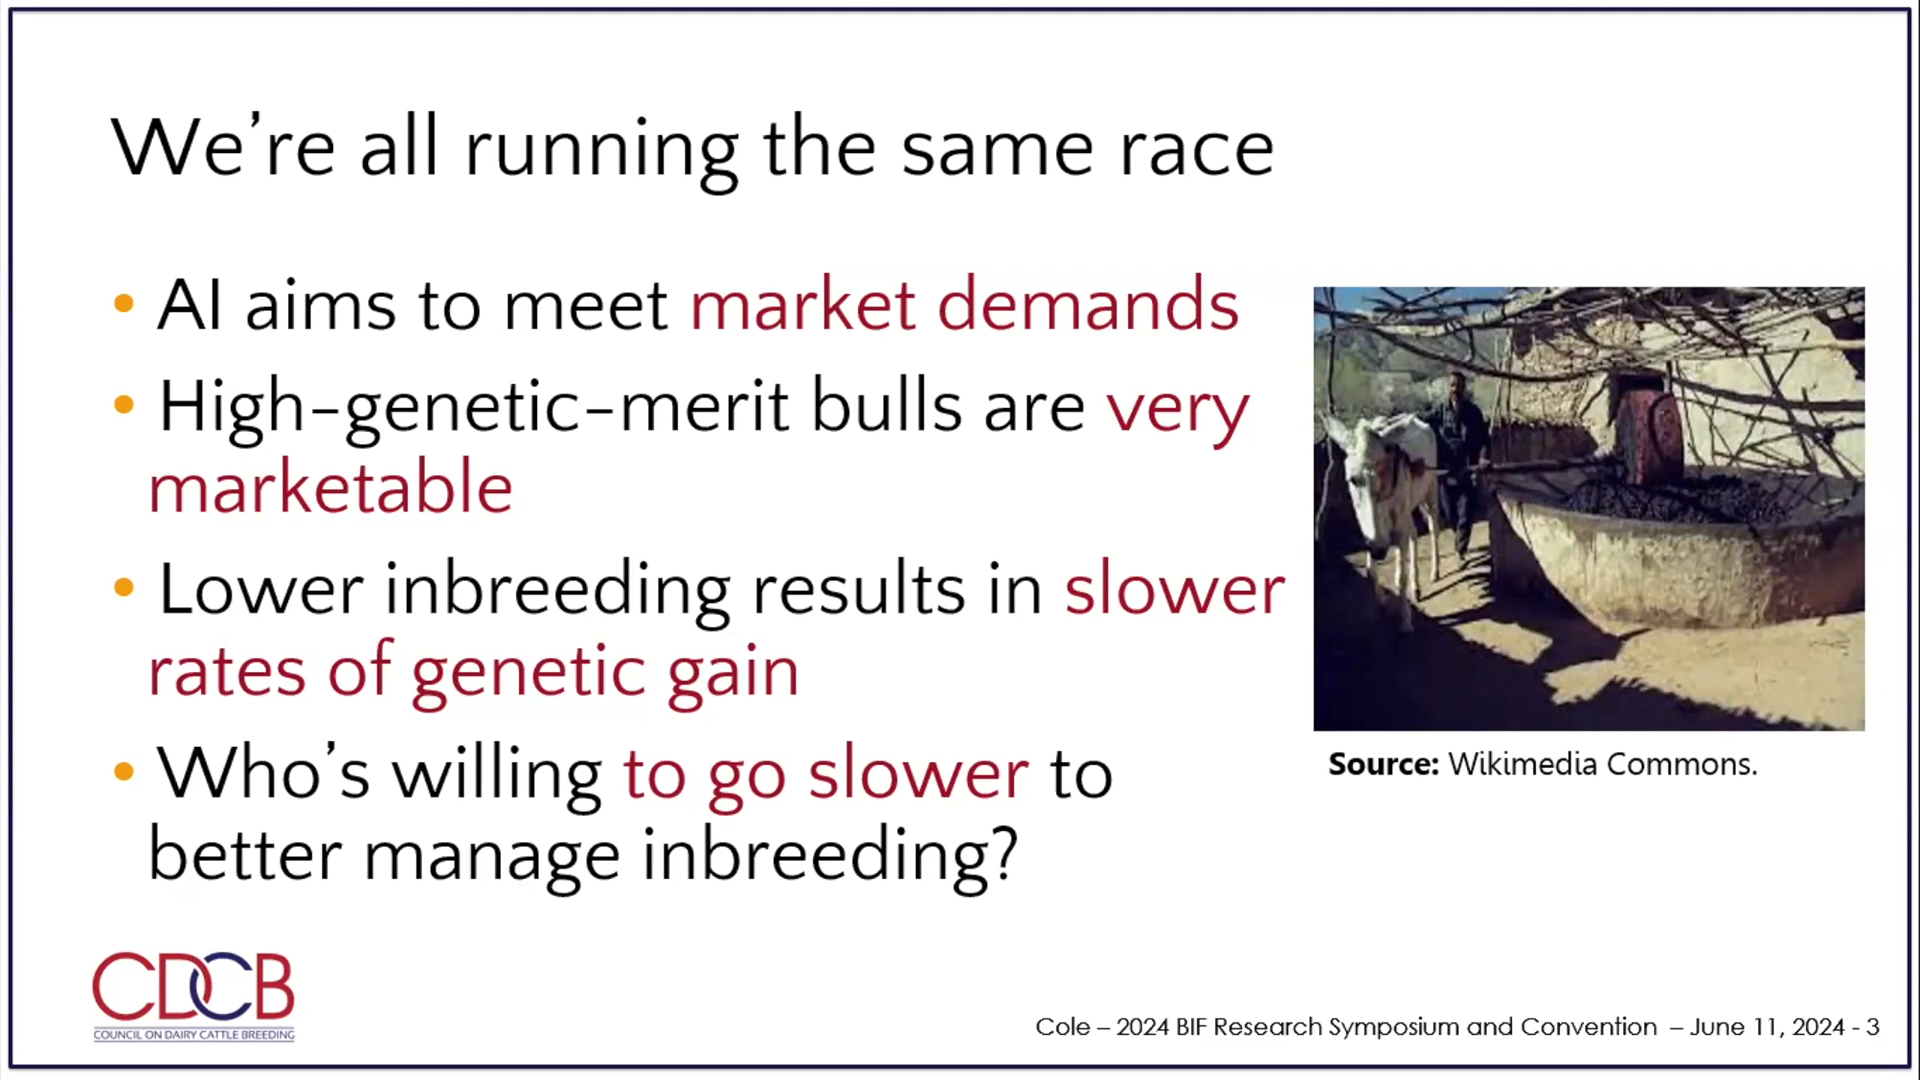 We're all running the same race
• AI aims to meet market demands
• High-genetic-merit bulls are very
marketable
• Lower inbreeding results in slower
rates of genetic gain
• Who's willing to go slower to
better manage inbreeding?
Source: Wikimedia Commons.
CDCB
COUNCIL ON DAIRY CATTLE BREEDING
Cole – 2024 BIF Research Symposium and Convention – June 11, 2024 - 3